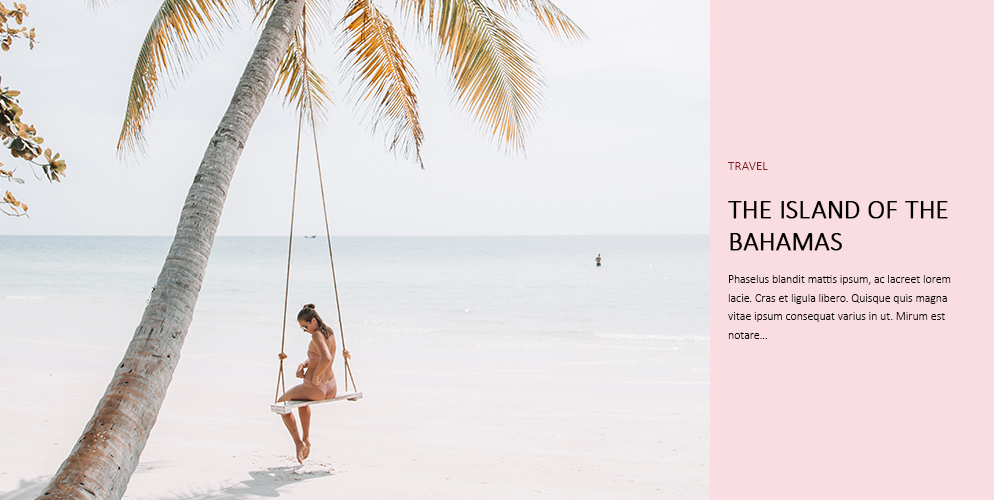 TRAVEL
THE ISLAND OF THE
BAHAMAS
Phaselus blandit mattis ipsum, ac lacreet lorem
lacie. Cras et ligula libero. Quisque quis magna
vitae ipsum consequat varius in ut. Mirum est
notare...